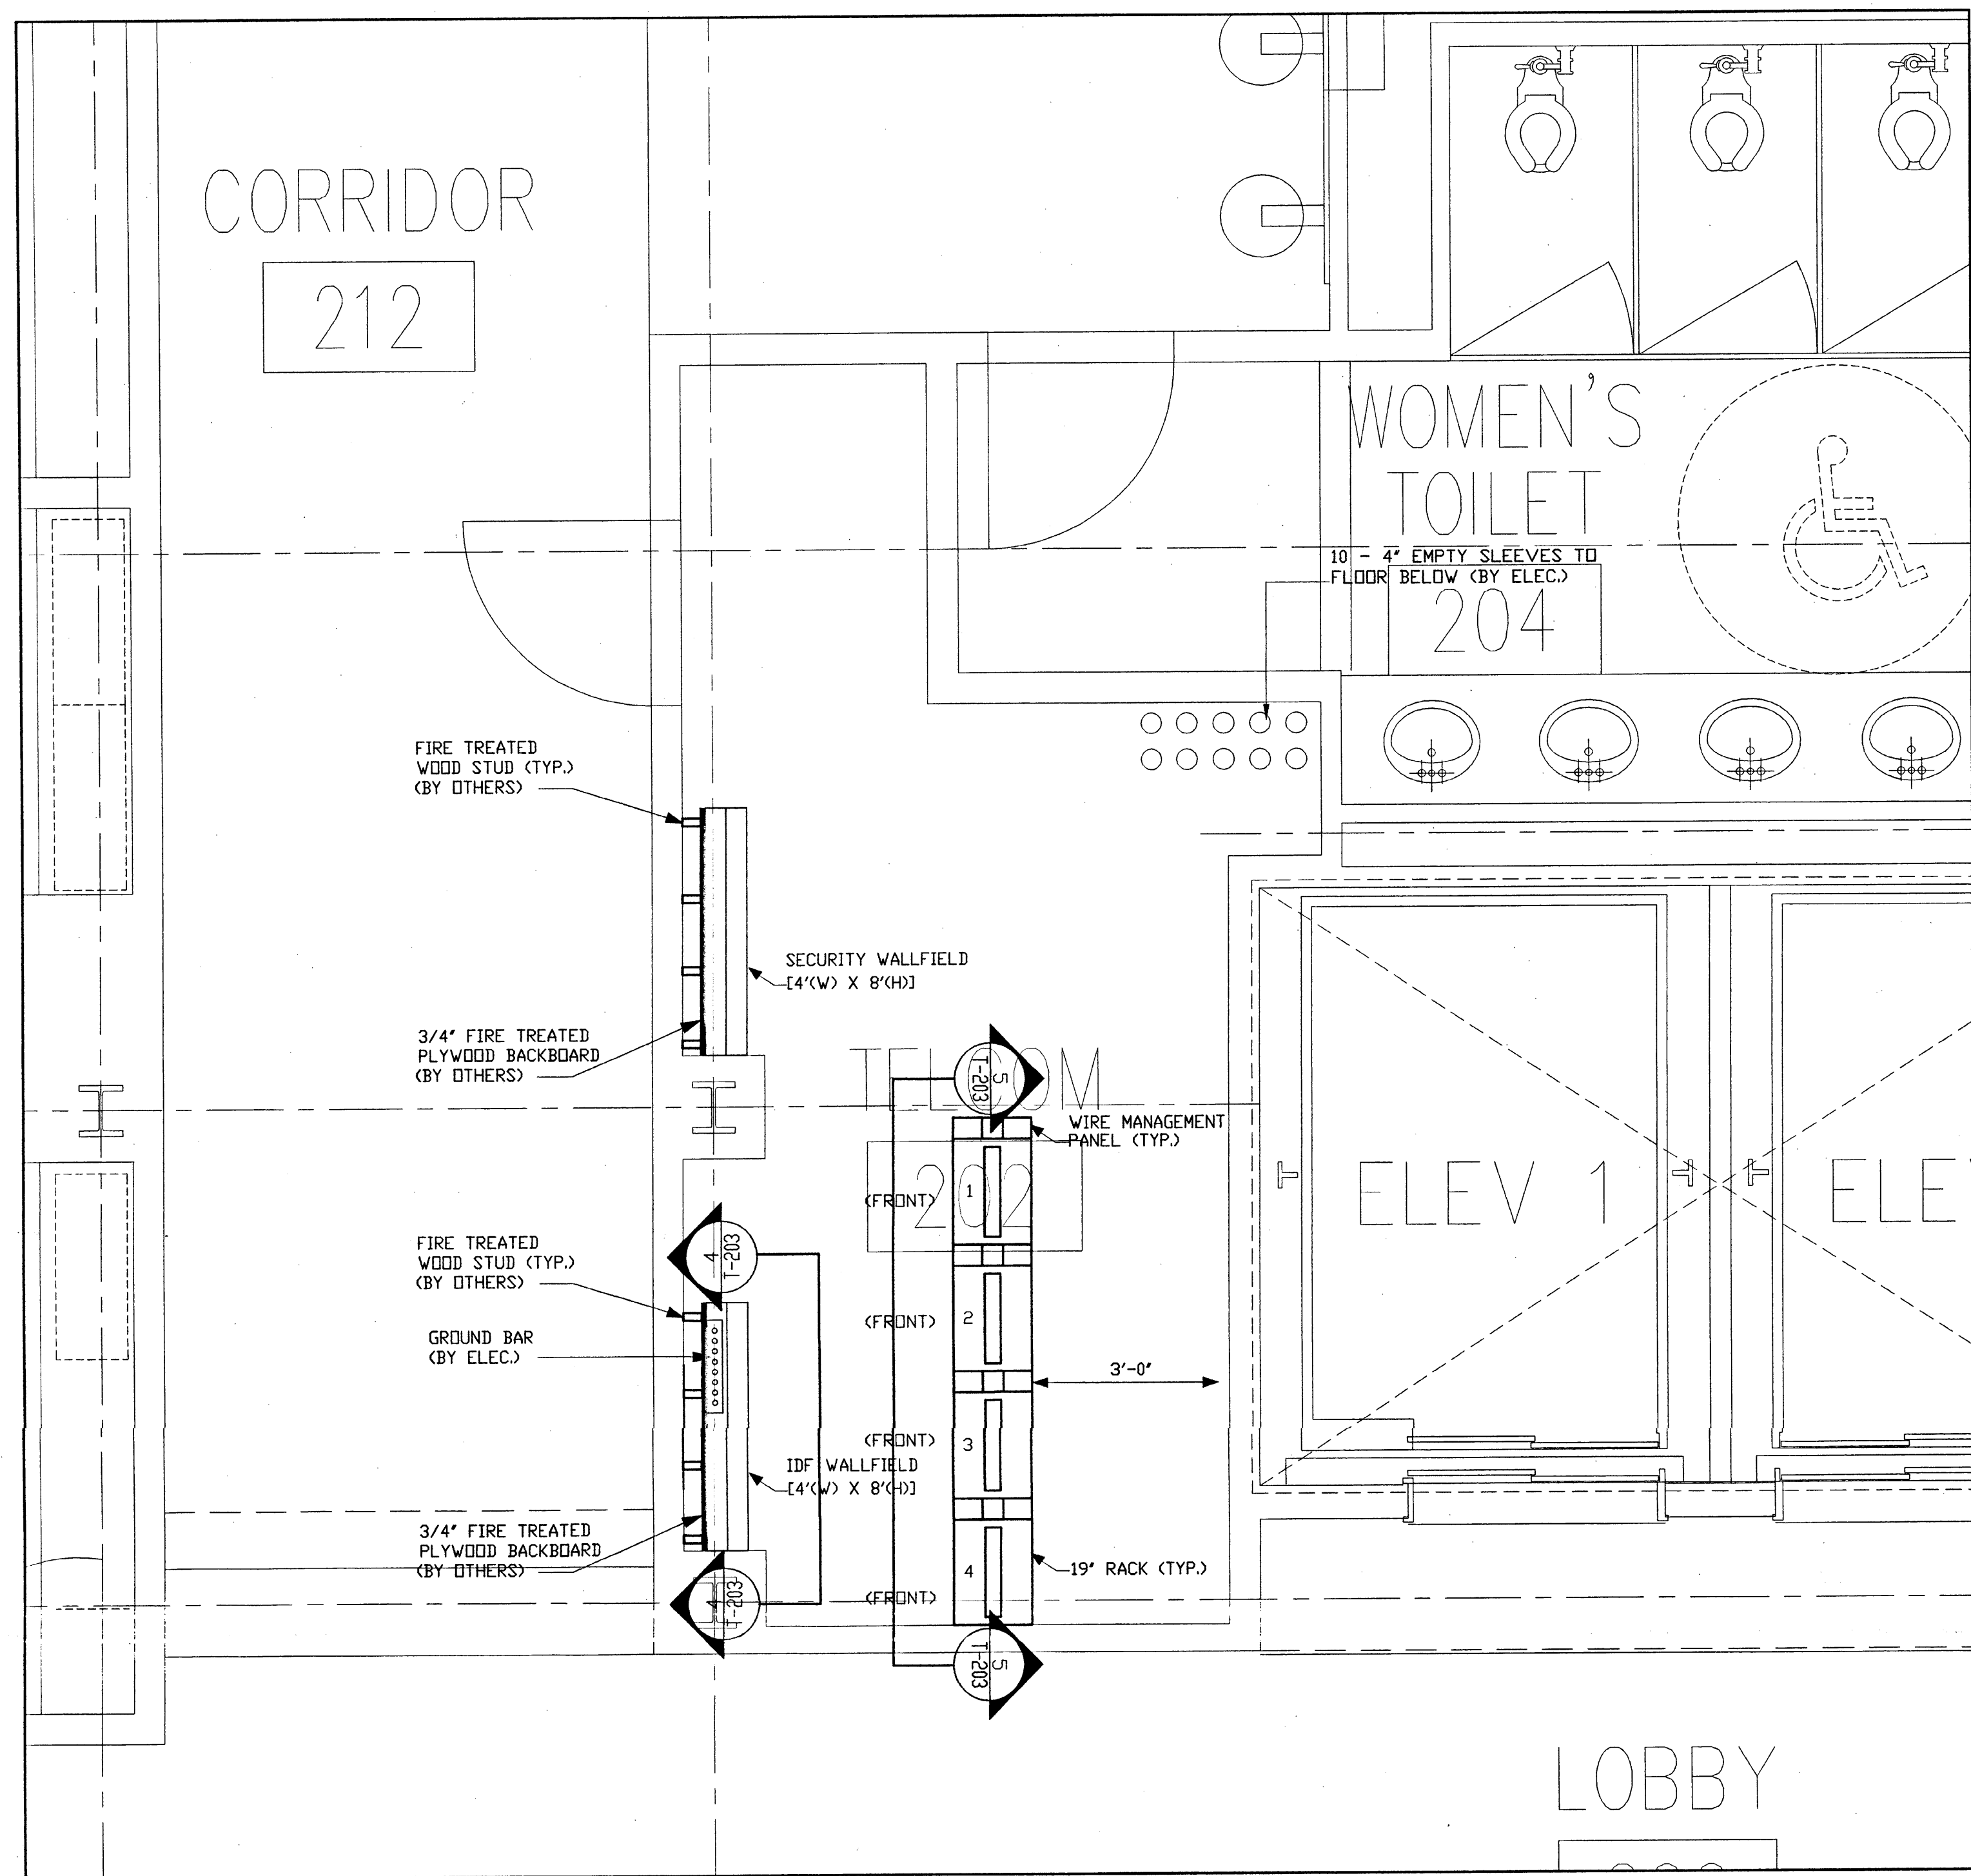 CORRIDOR
212
WOMEN'S
TOILET
10 - 4" EMPTY SLEEVES TO
FLOOR BELOW (BY ELEC.)
204
FIRE TREATED
WOOD STUD (TYP.)
(BY OTHERS)
SECURITY WALLFIELD
[4'(W) X 8'(H)]
3/4" FIRE TREATED
PLYWOOD BACKBOARD
(BY OTHERS)
TELCOM
202
5
T-203
WIRE MANAGEMENT
PANEL (TYP.)
(FRONT) 1
ELEV 1
ELE
4
T-203
FIRE TREATED
WOOD STUD (TYP.)
(BY OTHERS)
GROUND BAR
(BY ELEC.)
(FRONT) 2
3'-0"
(FRONT) 3
IDF WALLFIELD
[4'(W) X 8'(H)]
3/4" FIRE TREATED
PLYWOOD BACKBOARD
(BY OTHERS)
4
19" RACK (TYP.)
(FRONT)
4
T-203
5
T-203
LOBBY